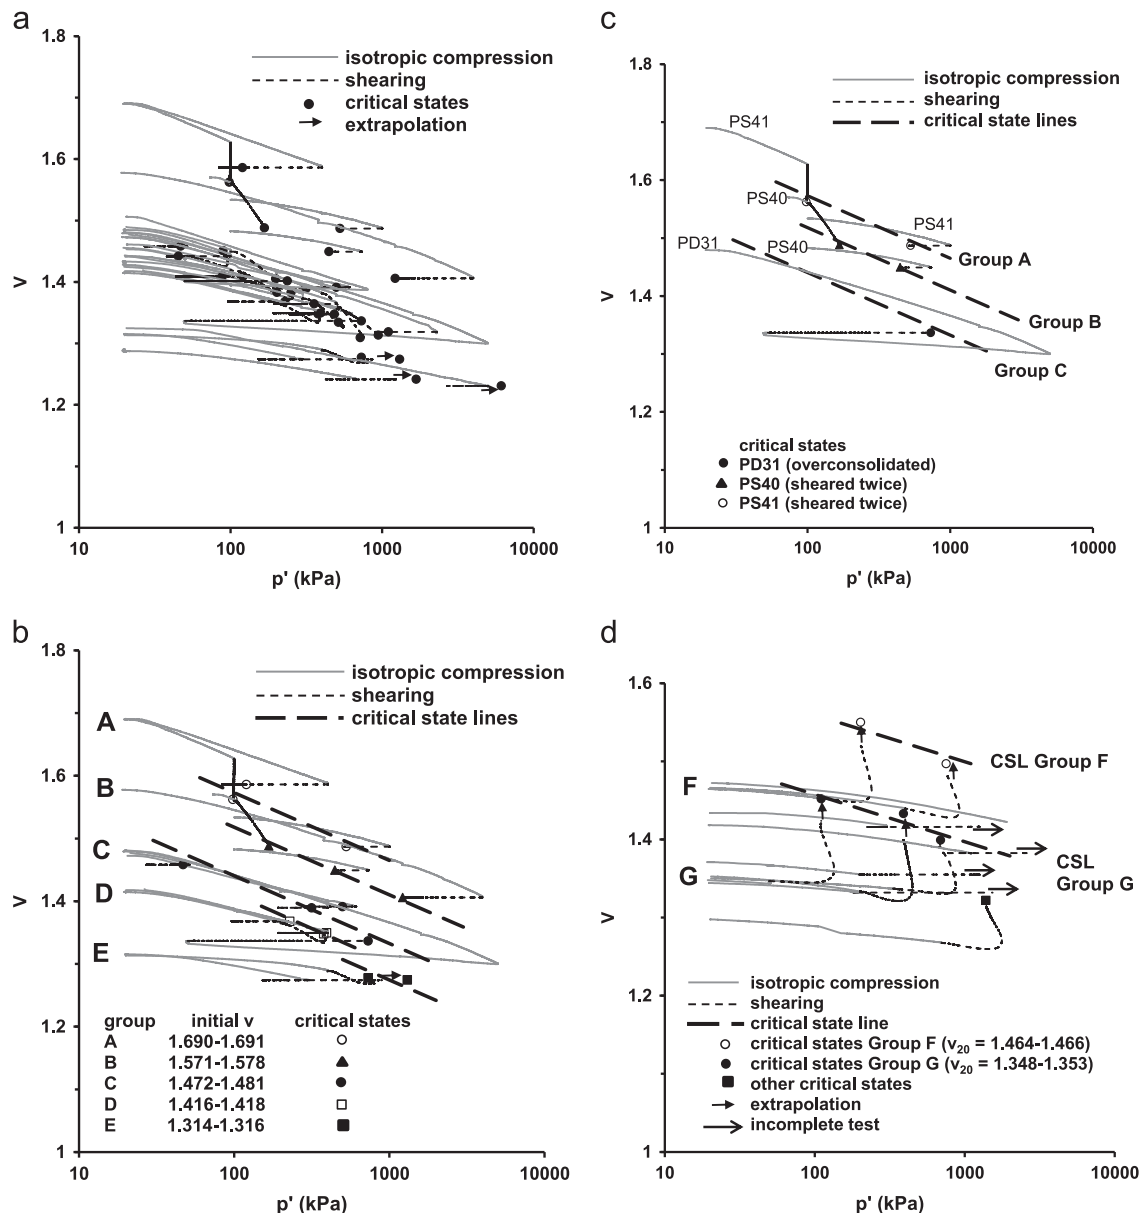 a
isotropic compression
shearing
critical states
extrapolation
1.8
1.6
1.4
1.2
1
v
10
100
1000
10000
p' (kPa)
c
isotropic compression
shearing
critical state lines
1.8
1.6
1.4
1.2
1
v
PS41
PS40
PS41
PD31
PS40
Group A
Group B
Group C
critical states
PD31 (overconsolidated)
PS40 (sheared twice)
PS41 (sheared twice)
10
100
1000
10000
p' (kPa)
b
isotropic compression
shearing
critical state lines
1.8
1.6
1.4
1.2
1
v
A
B
C
D
E
group initial v critical states
A 1.690-1.691
B 1.571-1.578
C 1.472-1.481
D 1.416-1.418
E 1.314-1.316
10
100
1000
10000
p' (kPa)
d
1.6
1.4
1.2
1
v
F
G
CSL Group F
CSL
Group G
isotropic compression
shearing
critical state line
critical states Group F (v20 = 1.464-1.466)
critical states Group G (v20 = 1.348-1.353)
other critical states
extrapolation
incomplete test
10
100
1000
10000
p' (kPa)